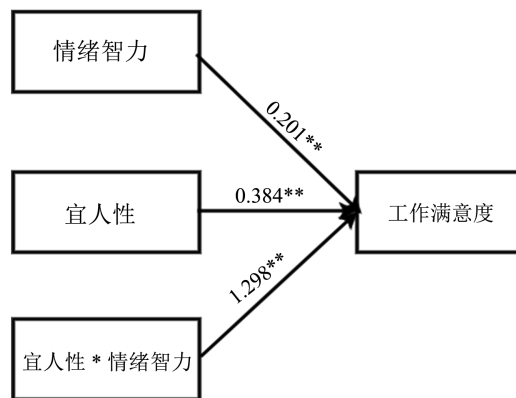 情绪智力
0.201**
宜人性
0.384**
工作满意度
1.298**
宜人性 * 情绪智力